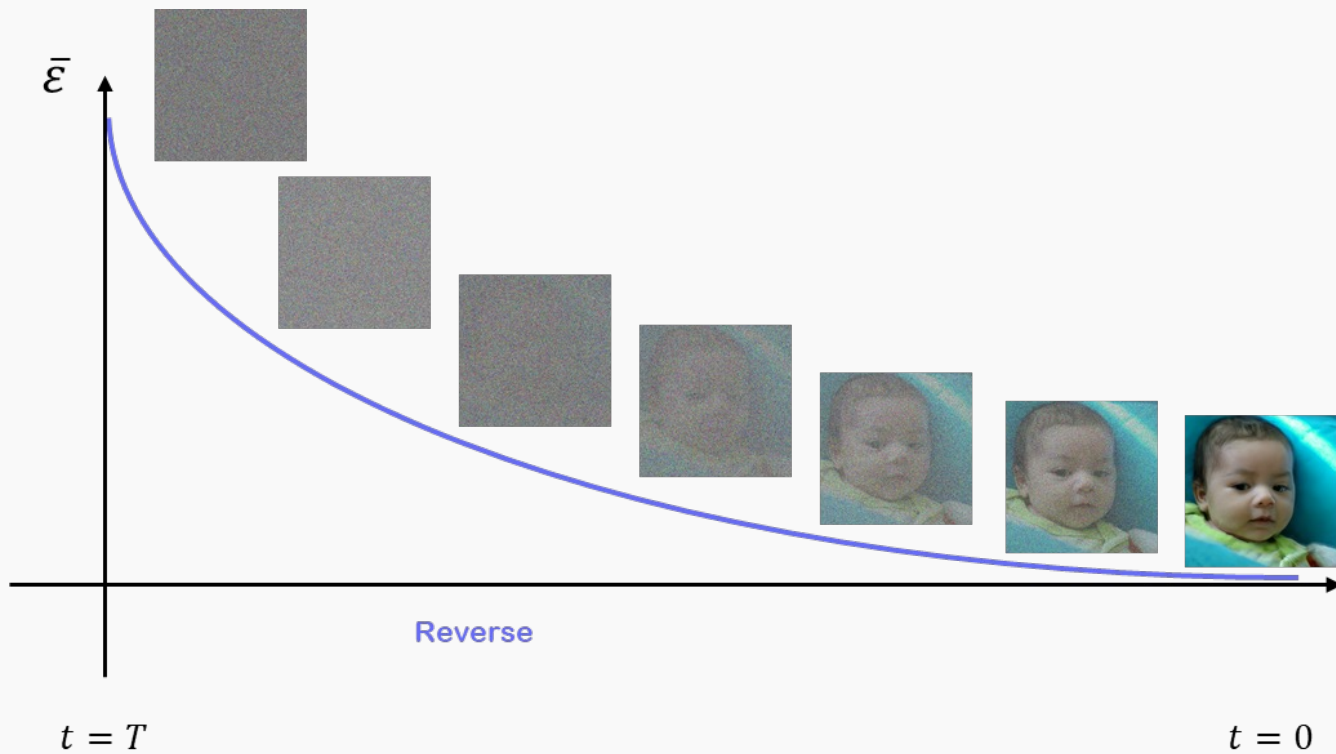 ε̄
Reverse
t = T
t = 0